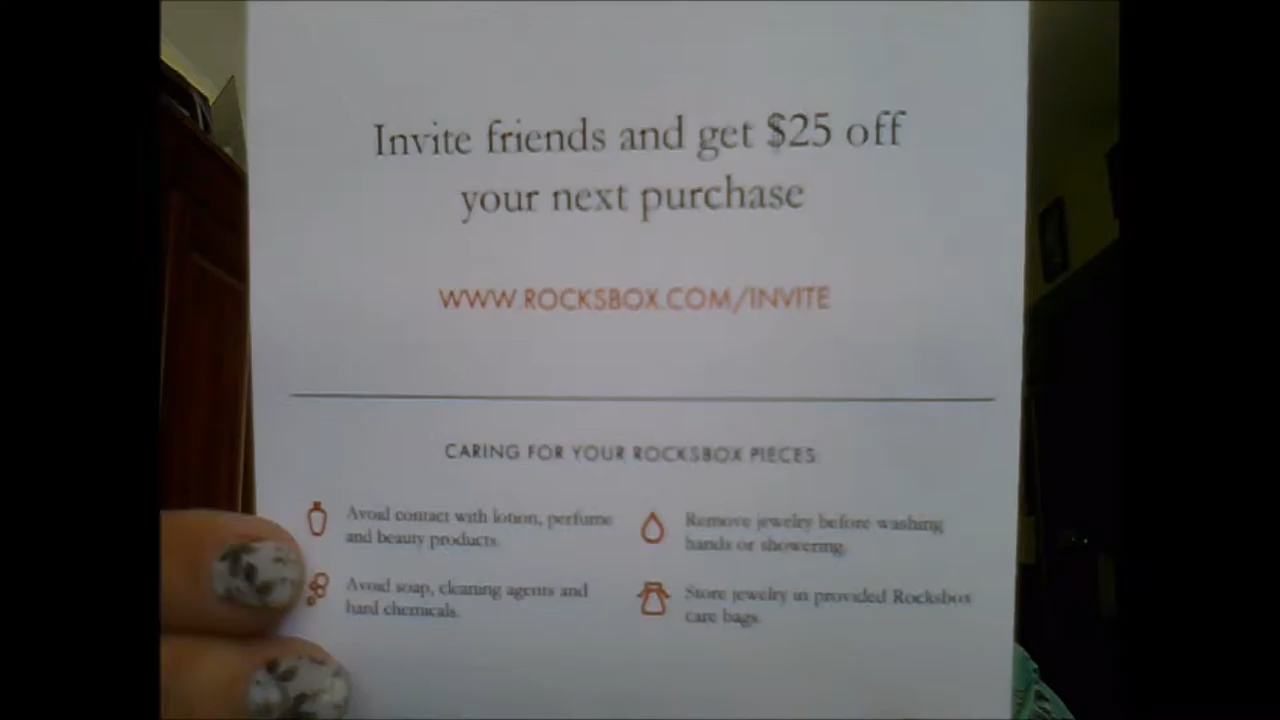 Invite friends and get $25 off
your next purchase
WWW.ROCKSBOX.COM/INVITE
CARING FOR YOUR ROCKSBOX PIECES
Avoid contact with lotion, perfume
and beauty products.
Remove jewelry before washing
hands or showering.
Avoid soap, cleaning agents and
hard chemicals.
Store jewelry in provided Rocksbox
care bags.